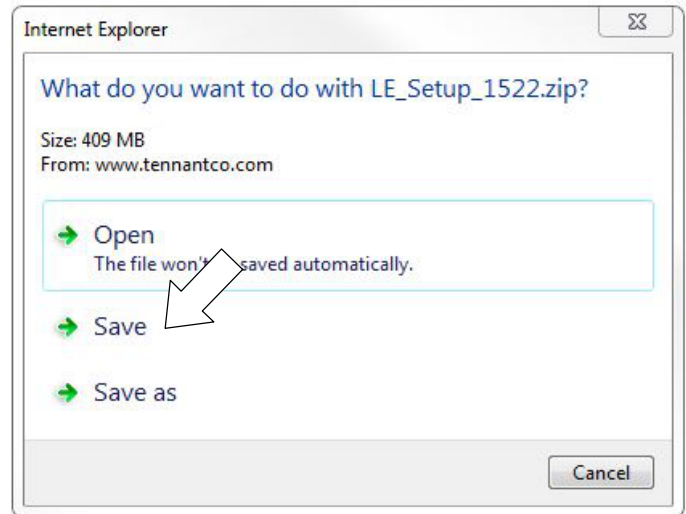 Internet Explorer
What do you want to do with LE_Setup_1522.zip?
Size: 409 MB
From: www.tennantco.com
Open
The file won't saved automatically.
Save
Save as
Cancel